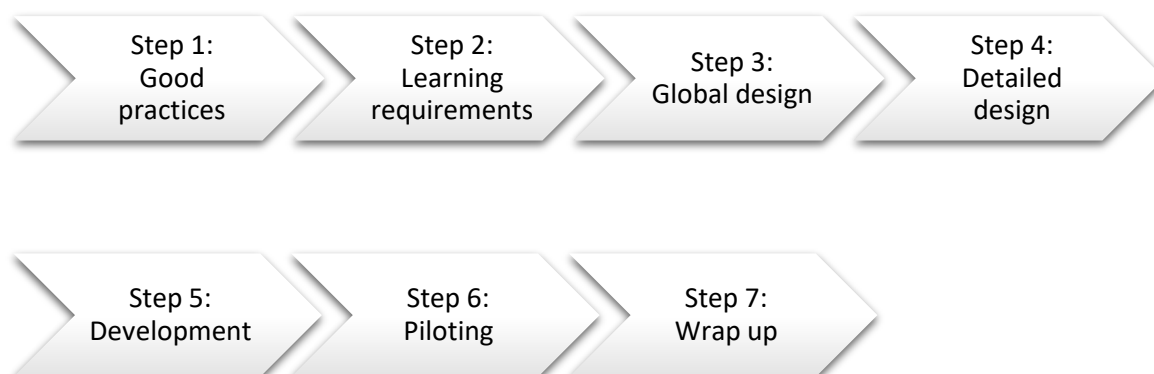 Step 1:
Good
practices
Step 2:
Learning
requirements
Step 3:
Global design
Step 4:
Detailed
design
Step 5:
Development
Step 6:
Piloting
Step 7:
Wrap up